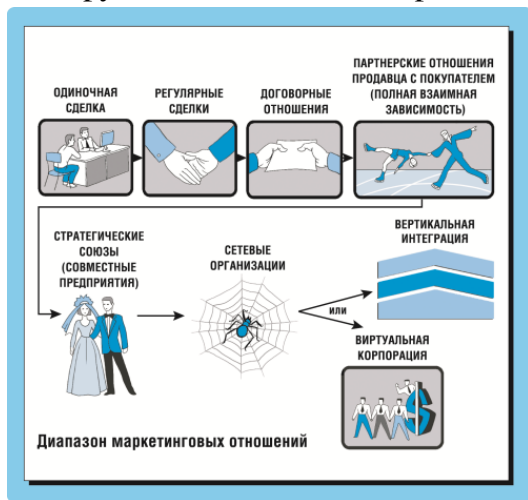 ОДИНОЧНАЯ
СДЕЛКА
РЕГУЛЯРНЫЕ
СДЕЛКИ
ДОГОВОРНЫЕ
ОТНОШЕНИЯ
ПАРТНЕРСКИЕ ОТНОШЕНИЯ
ПРОДАВЦА С ПОКУПАТЕЛЕМ
(ПОЛНАЯ ВЗАИМНАЯ
ЗАВИСИМОСТЬ)
СТРАТЕГИЧЕСКИЕ
СОЮЗЫ
(СОВМЕСТНЫЕ
ПРЕДПРИЯТИЯ)
СЕТЕВЫЕ
ОРГАНИЗАЦИИ
ВЕРТИКАЛЬНАЯ
ИНТЕГРАЦИЯ
ИЛИ
ВИРТУАЛЬНАЯ
КОРПОРАЦИЯ
$
Диапазон маркетинговых отношений